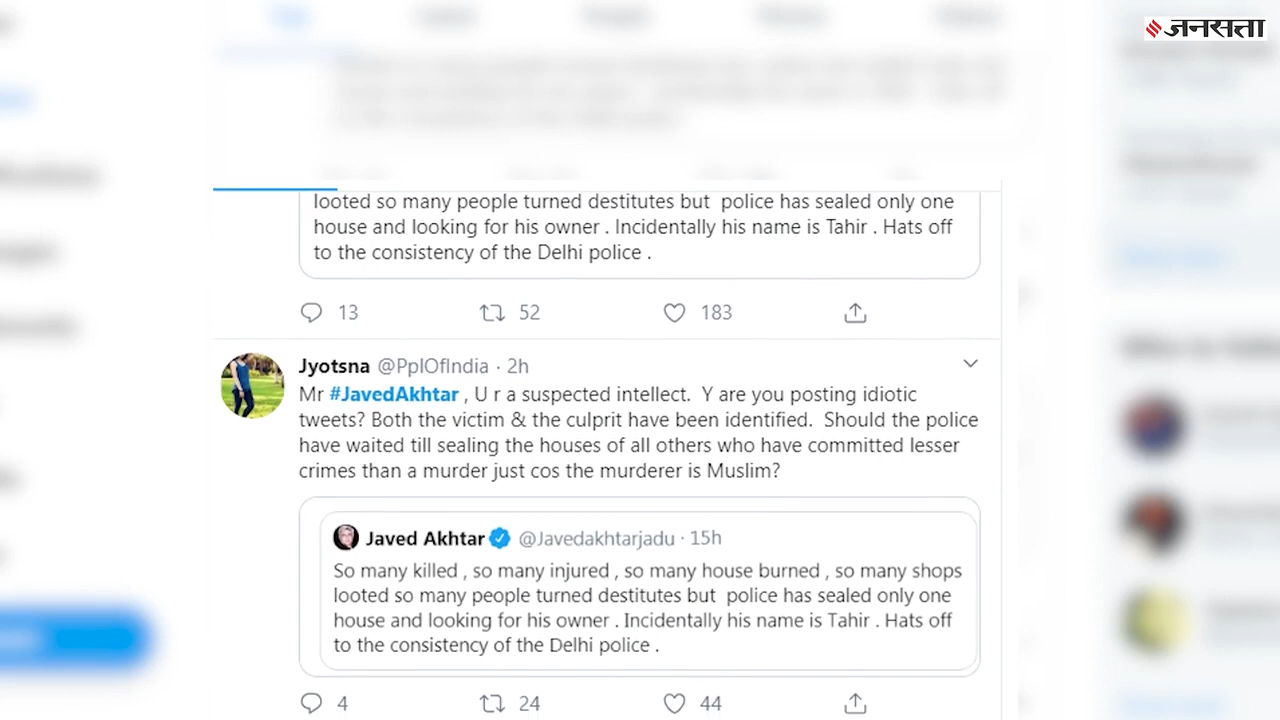 जनसत्ता
looted so many people turned destitutes but police has sealed only one
house and looking for his owner . Incidentally his name is Tahir . Hats off
to the consistency of the Delhi police .
13 52 183
Jyotsna @PplOfIndia · 2h
Mr #JavedAkhtar , U r a suspected intellect. Y are you posting idiotic
tweets? Both the victim & the culprit have been identified. Should the police
have waited till sealing the houses of all others who have committed lesser
crimes than a murder just cos the murderer is Muslim?
Javed Akhtar @Javedakhtarjadu · 15h
So many killed , so many injured , so many house burned , so many shops
looted so many people turned destitutes but police has sealed only one
house and looking for his owner . Incidentally his name is Tahir . Hats off
to the consistency of the Delhi police .
4 24 44